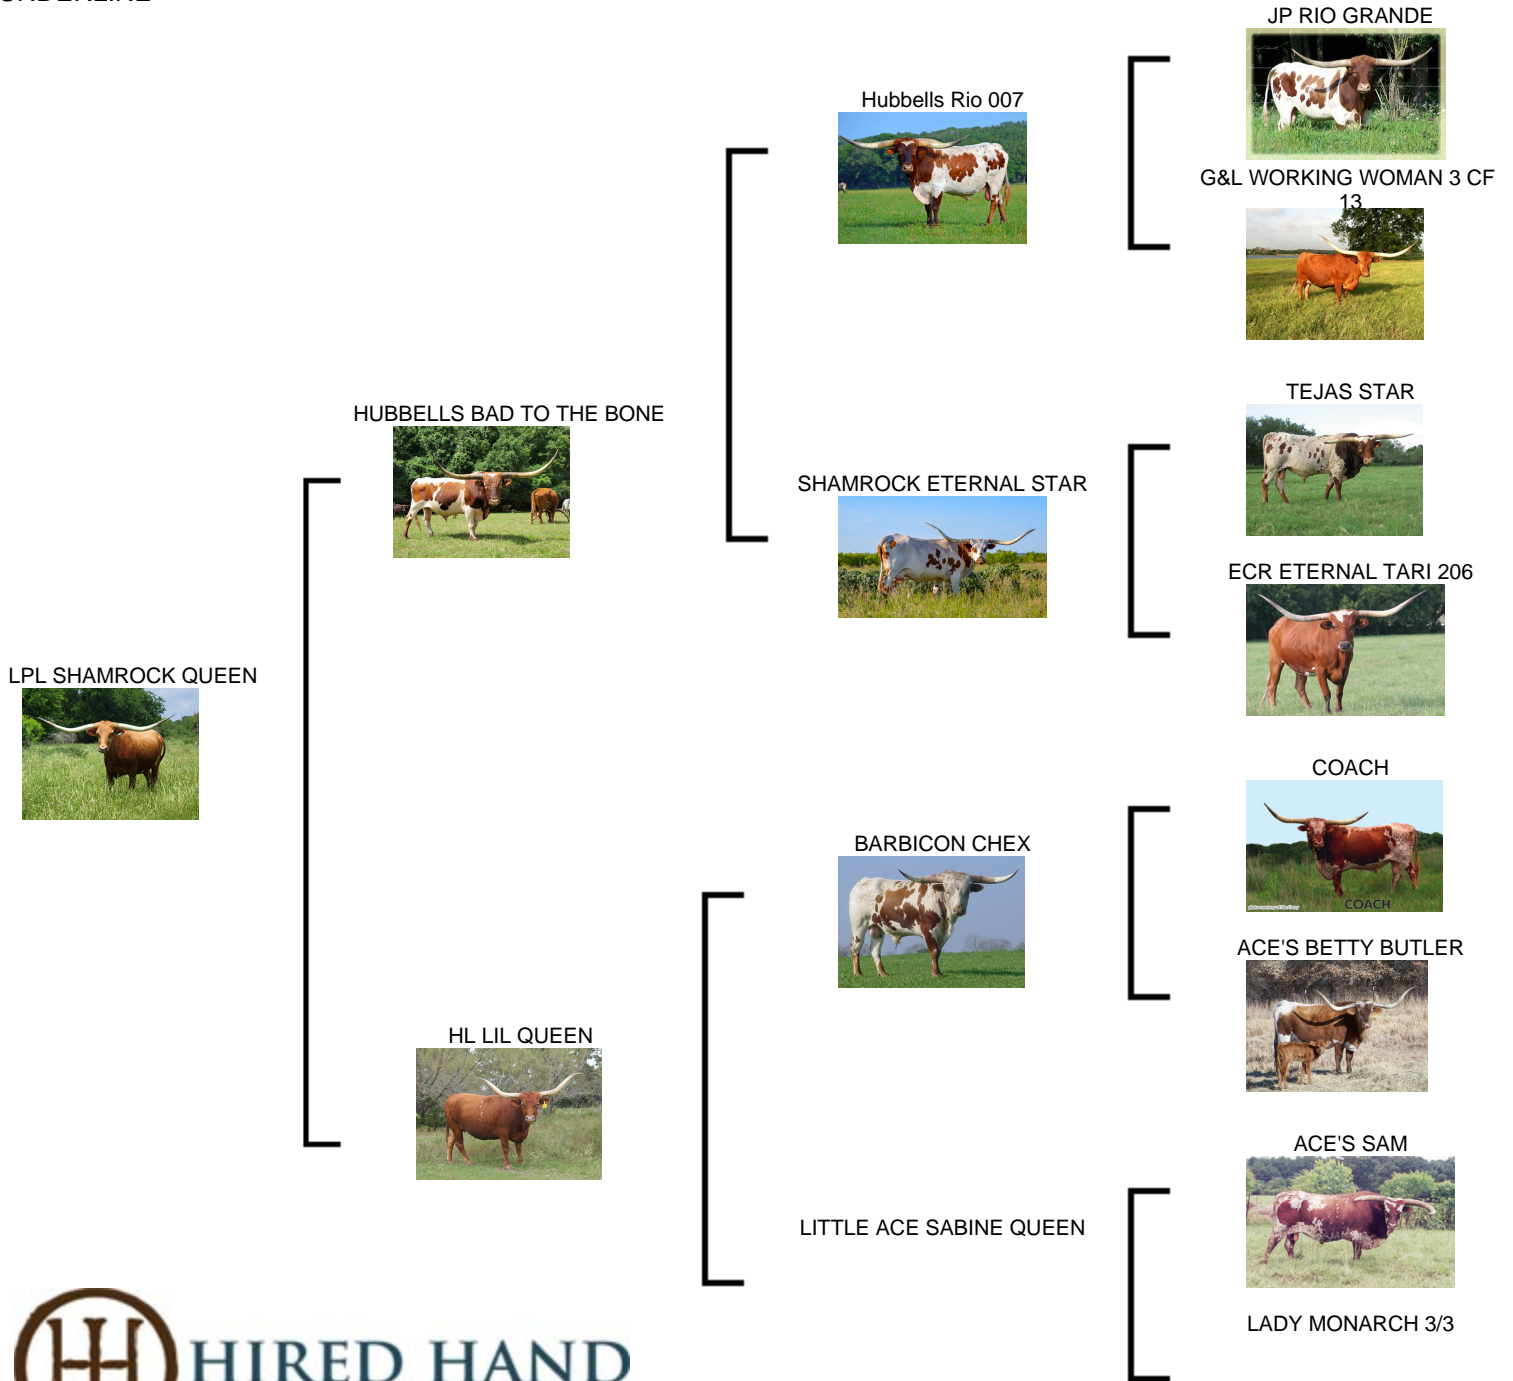 JP RIO GRANDE
Hubbells Rio 007
G&L WORKING WOMAN 3 CF
13
TEJAS STAR
HUBBELLS BAD TO THE BONE
SHAMROCK ETERNAL STAR
ECR ETERNAL TARI 206
LPL SHAMROCK QUEEN
COACH
BARBICON CHEX
COACH
ACE'S BETTY BUTLER
HL LIL QUEEN
ACE'S SAM
LITTLE ACE SABINE QUEEN
LADY MONARCH 3/3
HIRED HAND